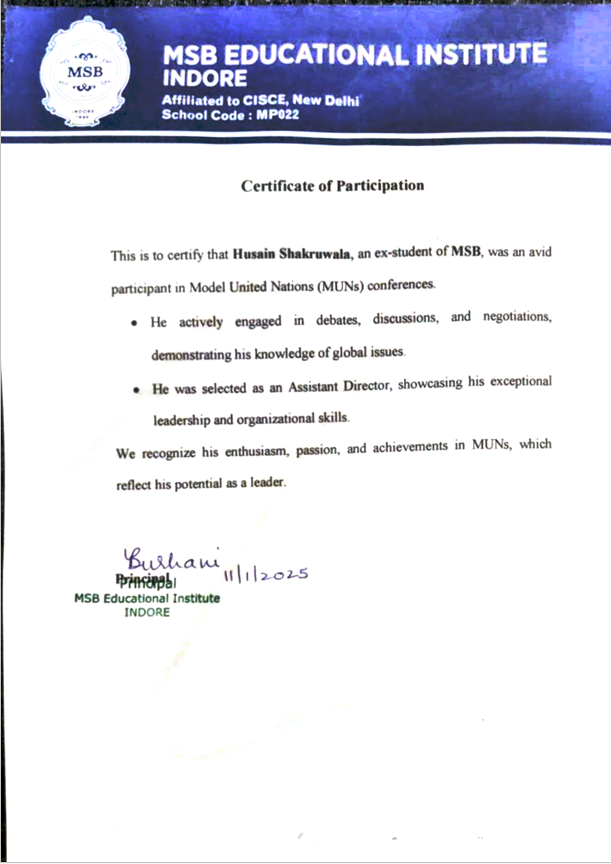 MSB
INDORE
MSB EDUCATIONAL INSTITUTE
INDORE
Affiliated to CISCE, New Delhi
School Code : MP022
Certificate of Participation
This is to certify that Husain Shakruwala, an ex-student of MSB, was an avid
participant in Model United Nations (MUNs) conferences.
• He actively engaged in debates, discussions, and negotiations,
demonstrating his knowledge of global issues.
• He was selected as an Assistant Director, showcasing his exceptional
leadership and organizational skills.
We recognize his enthusiasm, passion, and achievements in MUNs, which
reflect his potential as a leader.
Burhani
Principal 11/1/2025
Principal
MSB Educational Institute
INDORE